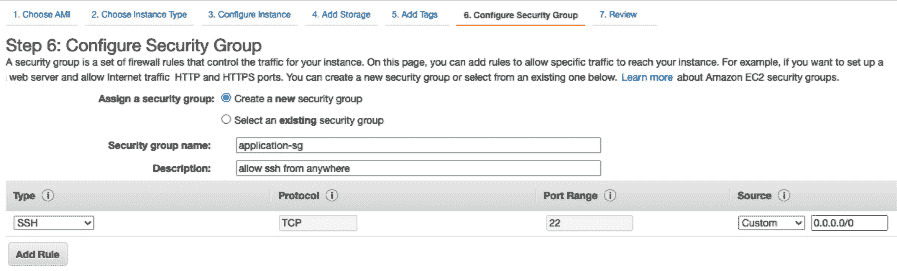 1. Choose AMI 2. Choose Instance Type 3. Configure Instance 4. Add Storage 5. Add Tags 6. Configure Security Group 7. Review
Step 6: Configure Security Group
A security group is a set of firewall rules that control the traffic for your instance. On this page, you can add rules to allow specific traffic to reach your instance. For example, if you want to set up a
web server and allow Internet traffic HTTP and HTTPS ports. You can create a new security group or select from an existing one below. Learn more about Amazon EC2 security groups.
Assign a security group: Create a new security group
Select an existing security group
Security group name: application-sg
Description: allow ssh from anywhere
Type i Protocol i Port Range i Source i
SSH TCP 22 Custom 0.0.0.0/0
Add Rule